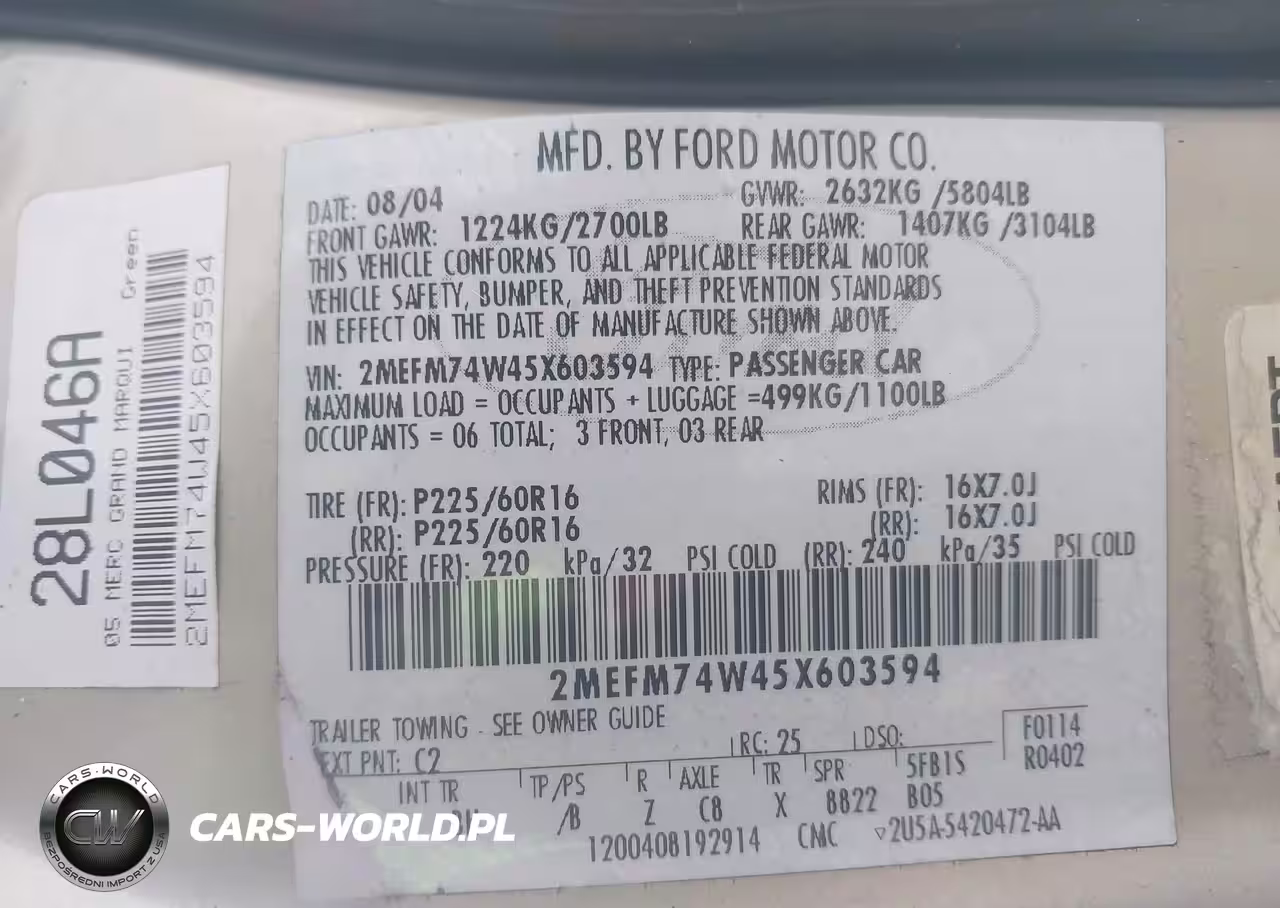 MFD. BY FORD MOTOR CO.
DATE: 08/04
GVWR: 2632KG /5804LB
FRONT GAWR: 1224KG/2700LB
REAR GAWR: 1407KG /3104LB
THIS VEHICLE CONFORMS TO ALL APPLICABLE FEDERAL MOTOR
VEHICLE SAFETY, BUMPER, AND THEFT PREVENTION STANDARDS
IN EFFECT ON THE DATE OF MANUFACTURE SHOWN ABOVE.
VIN: 2MEFM74W45X603594 TYPE: PASSENGER CAR
MAXIMUM LOAD = OCCUPANTS + LUGGAGE =499KG/1100LB
OCCUPANTS = 06 TOTAL; 3 FRONT, 03 REAR
TIRE (FR): P225/60R16 RIMS (FR): 16X7.0J
(RR): P225/60R16 (RR): 16X7.0J
PRESSURE (FR): 220 kPa/32 PSI COLD (RR): 240 kPa/35 PSI COLD
2MEFM74W45X603594
TRAILER TOWING - SEE OWNER GUIDE
EXT PNT: C2 RC: 25 DSO: F0114
R0402
INT TR TP/PS R AXLE TR SPR 5FB1S
/B Z C8 X 8822 B05
1200408192914 CMC 2U5A-5420472-AA
28L046A
05 MERC GRAND MARQUI Green
2MEFM74W45X603594
CARS-WORLD
CW
BEZPOŚREDNI IMPORT Z USA
CARS-WORLD.PL